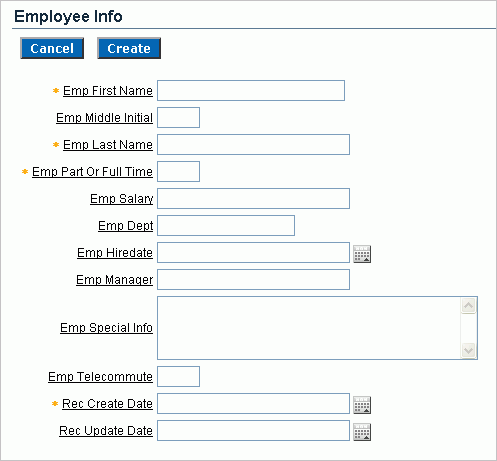 Employee Info
Cancel Create
* Emp First Name
Emp Middle Initial
* Emp Last Name
* Emp Part Or Full Time
Emp Salary
Emp Dept
Emp Hiredate
Emp Manager
Emp Special Info
Emp Telecommute
* Rec Create Date
Rec Update Date